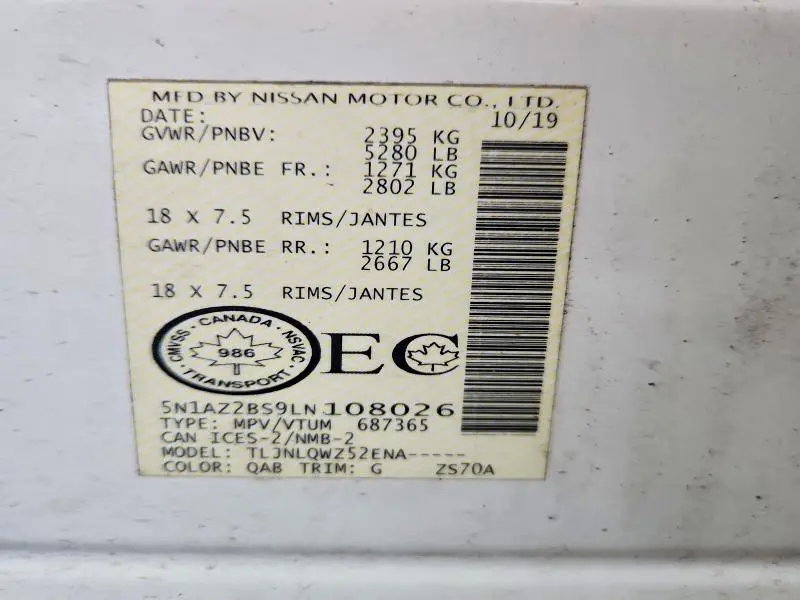 MFD BY NISSAN MOTOR CO., LTD.
DATE: 10/19
GVWR/PNBV: 2395 KG
5280 LB
GAWR/PNBE FR.: 1271 KG
2802 LB
18 X 7.5 RIMS/JANTES
GAWR/PNBE RR.: 1210 KG
2667 LB
18 X 7.5 RIMS/JANTES
CMVSS · CANADA · NSVAC
986
· TRANSPORT ·
EC
5N1AZ2BS9LN108026
TYPE: MPV/VTUM 687365
CAN ICES-2/NMB-2
MODEL: TLJNLQWZ52ENA-----
COLOR: QAB TRIM: G ZS70A